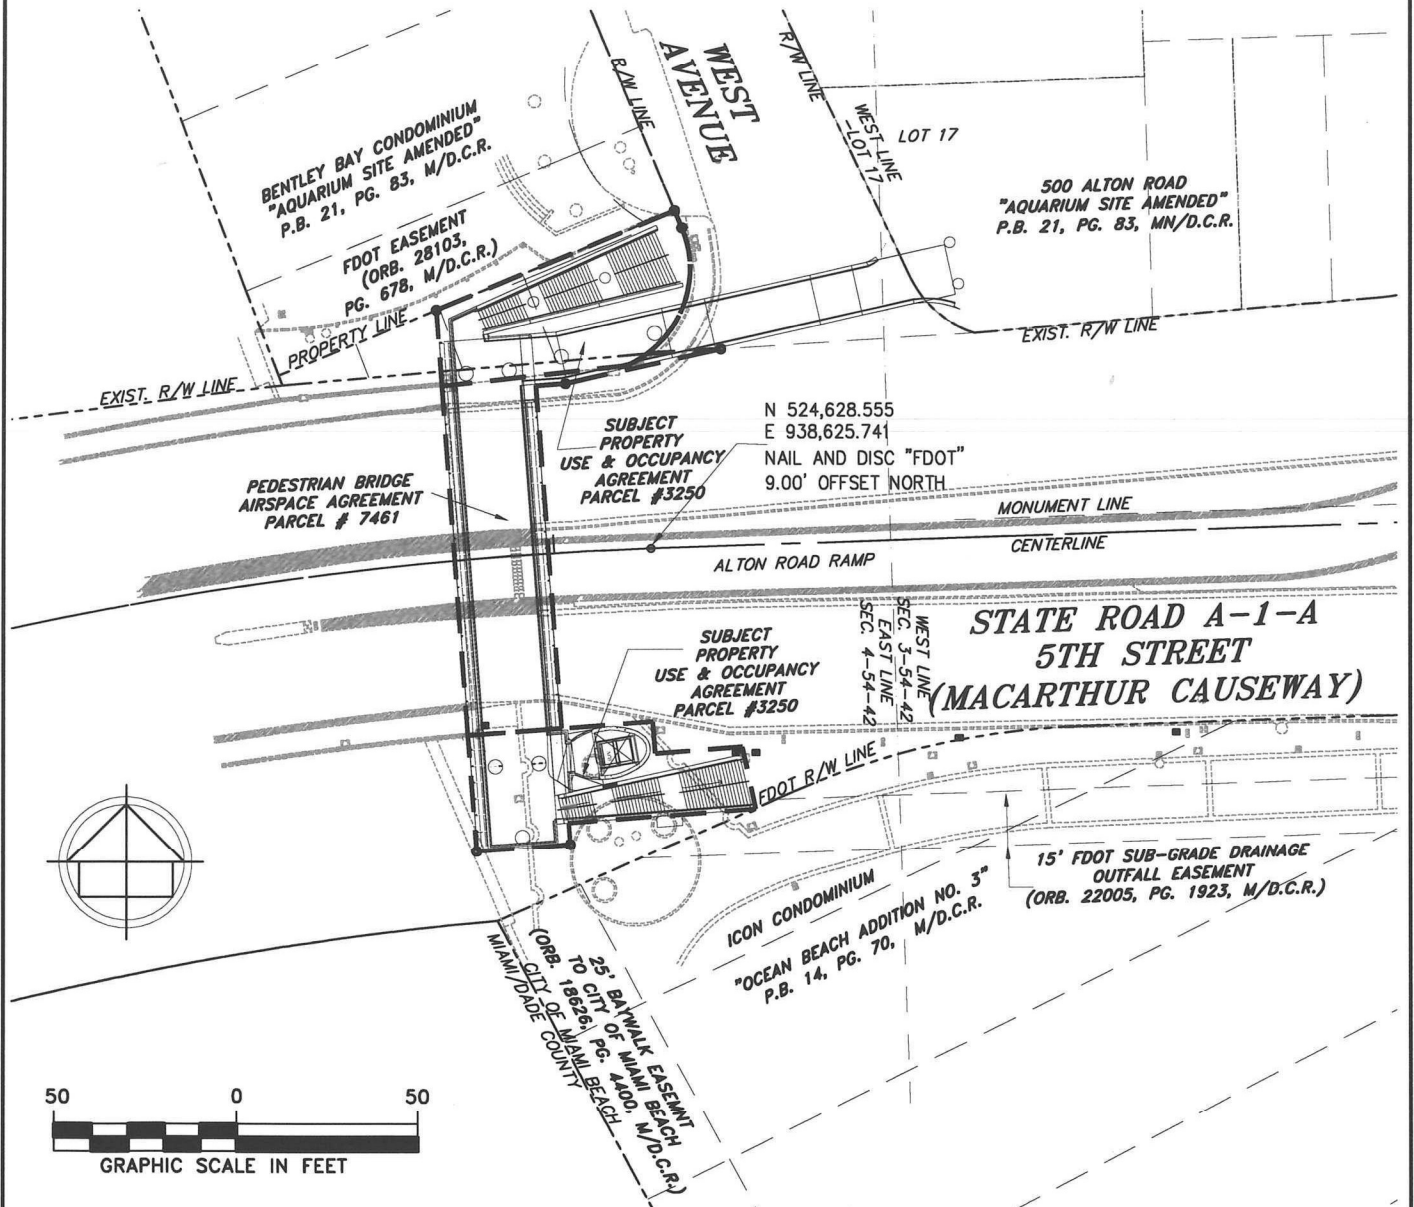 WEST
AVENUE
R/W LINE
R/W LINE
WEST LINE
-LOT 17
LOT 17
BENTLEY BAY CONDOMINIUM
"AQUARIUM SITE AMENDED"
P.B. 21, PG. 83, M/D.C.R.
500 ALTON ROAD
"AQUARIUM SITE AMENDED"
P.B. 21, PG. 83, MN/D.C.R.
FDOT EASEMENT
(ORB. 28103,
PG. 678, M/D.C.R.)
PROPERTY LINE
EXIST. R/W LINE
EXIST. R/W LINE
N 524,628.555
E 938,625.741
NAIL AND DISC "FDOT"
9.00' OFFSET NORTH
SUBJECT
PROPERTY
USE & OCCUPANCY
AGREEMENT
PARCEL #3250
PEDESTRIAN BRIDGE
AIRSPACE AGREEMENT
PARCEL # 7461
MONUMENT LINE
CENTERLINE
ALTON ROAD RAMP
STATE ROAD A-1-A
5TH STREET
(MACARTHUR CAUSEWAY)
WEST LINE
SEC. 3-54-42
EAST LINE
SEC. 4-54-42
SUBJECT
PROPERTY
USE & OCCUPANCY
AGREEMENT
PARCEL #3250
FDOT R/W LINE
15' FDOT SUB-GRADE DRAINAGE
OUTFALL EASEMENT
(ORB. 22005, PG. 1923, M/D.C.R.)
ICON CONDOMINIUM
"OCEAN BEACH ADDITION NO. 3"
P.B. 14, PG. 70, M/D.C.R.
25' BAYWALK EASEMNT
TO CITY OF MIAMI BEACH
(ORB. 18626, PG. 4400, M/D.C.R.)
CITY OF MIAMI BEACH
MIAMI/DADE COUNTY
50 0 50
GRAPHIC SCALE IN FEET